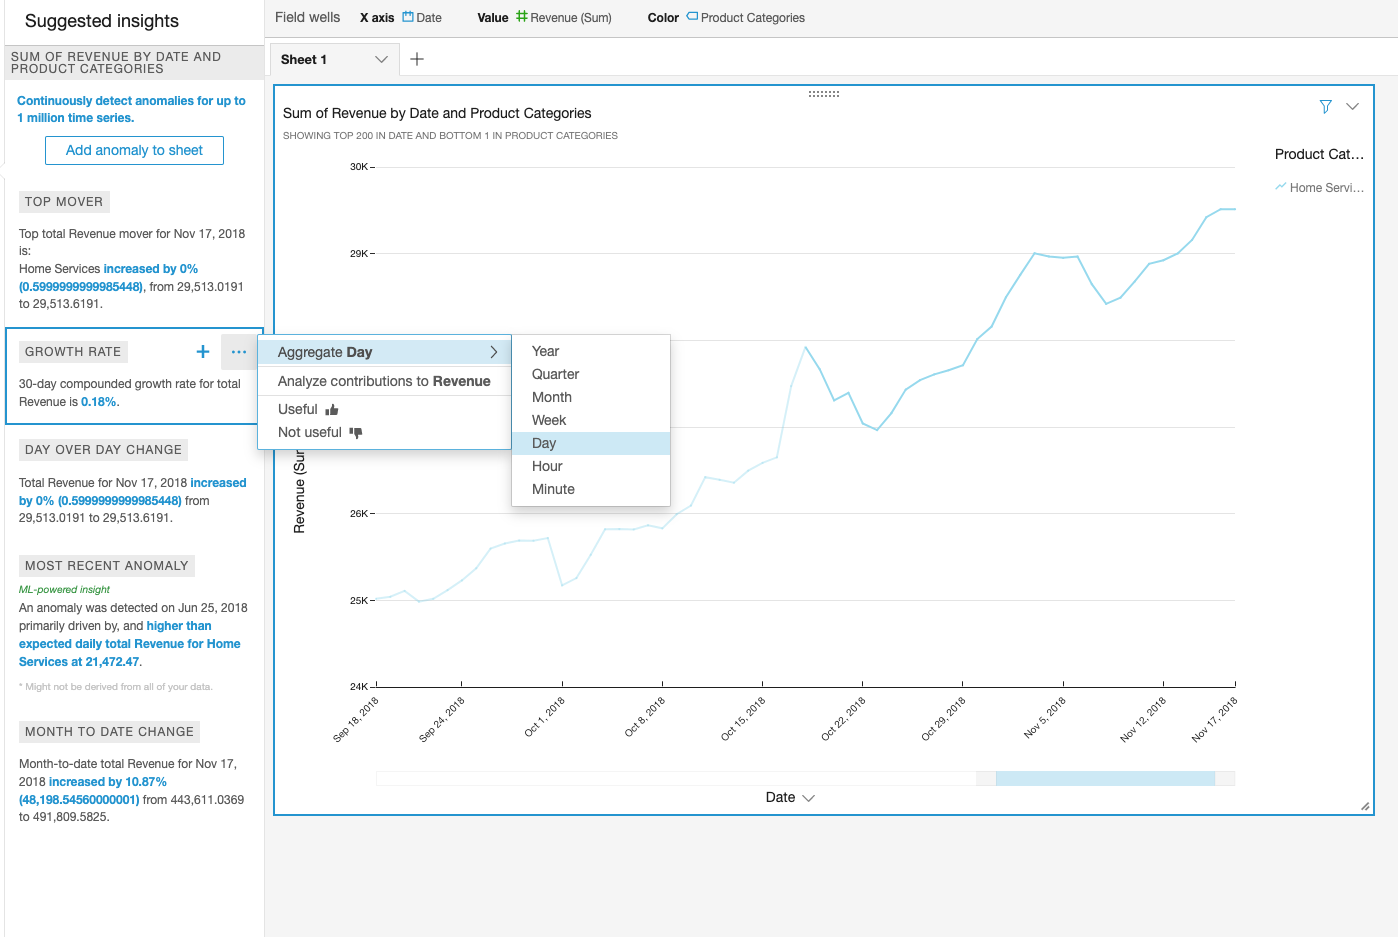 Suggested insights
SUM OF REVENUE BY DATE AND
PRODUCT CATEGORIES
Continuously detect anomalies for up to
1 million time series.
Add anomaly to sheet
TOP MOVER
Top total Revenue mover for Nov 17, 2018
is:
Home Services increased by 0%
(0.5999999999985448), from 29,513.0191
to 29,513.6191.
GROWTH RATE
30-day compounded growth rate for total
Revenue is 0.18%.
DAY OVER DAY CHANGE
Total Revenue for Nov 17, 2018 increased
by 0% (0.5999999999985448) from
29,513.0191 to 29,513.6191.
MOST RECENT ANOMALY
ML-powered insight
An anomaly was detected on Jun 25, 2018
primarily driven by, and higher than
expected daily total Revenue for Home
Services at 21,472.47.
* Might not be derived from all of your data.
MONTH TO DATE CHANGE
Month-to-date total Revenue for Nov 17,
2018 increased by 10.87%
(48,198.54560000001) from 443,611.0369
to 491,809.5825.
Field wells X axis Date Value Revenue (Sum) Color Product Categories
Sheet 1
Sum of Revenue by Date and Product Categories
SHOWING TOP 200 IN DATE AND BOTTOM 1 IN PRODUCT CATEGORIES
Product Cat...
Home Servi...
30K
29K
26K
25K
24K
Revenue (Sur
Aggregate Day
Analyze contributions to Revenue
Useful
Not useful
Year
Quarter
Month
Week
Day
Hour
Minute
Sep 18, 2018
Sep 24, 2018
Oct 1, 2018
Oct 8, 2018
Oct 15, 2018
Oct 22, 2018
Oct 29, 2018
Nov 5, 2018
Nov 12, 2018
Nov 17, 2018
Date